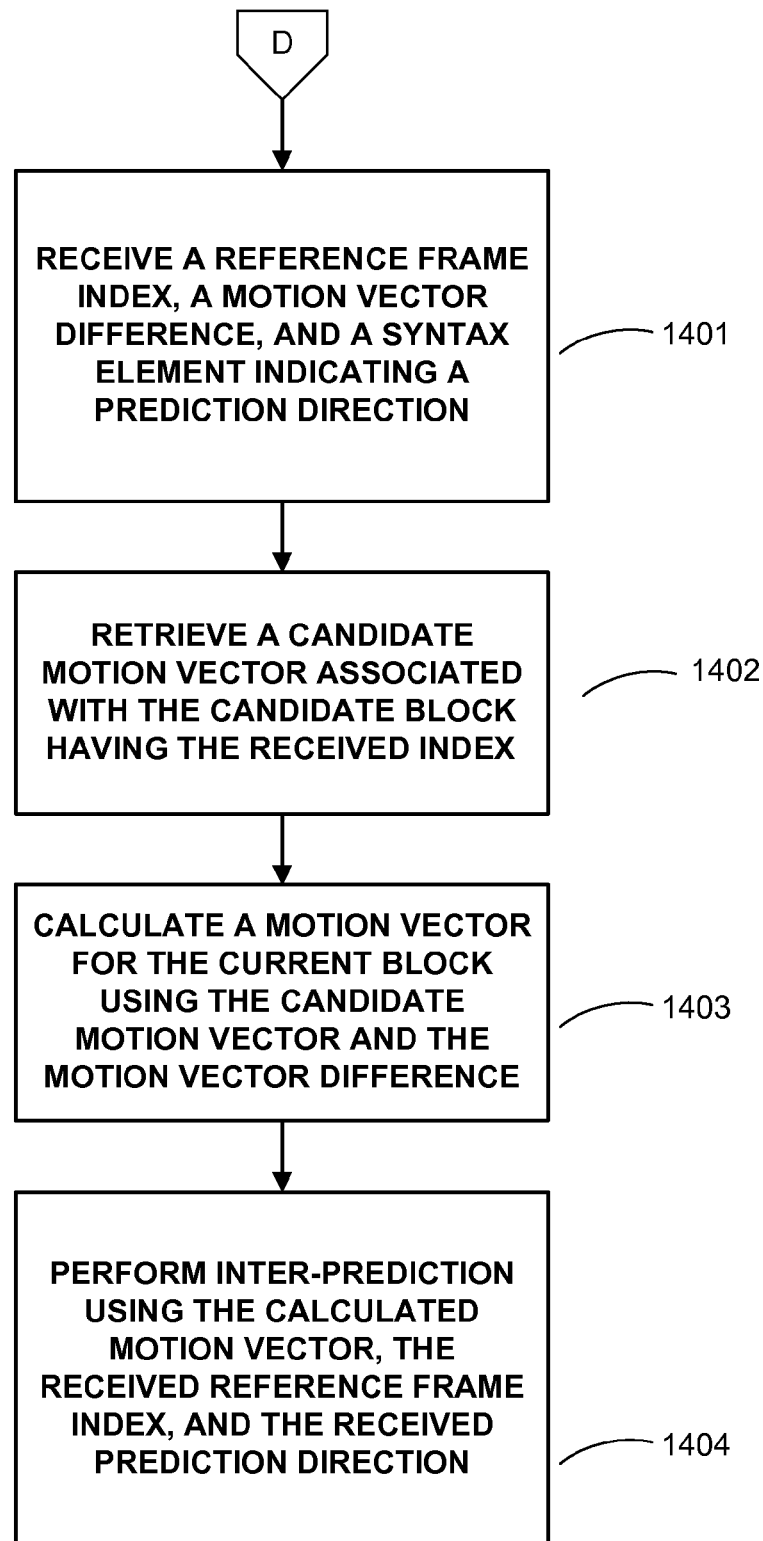 D
RECEIVE A REFERENCE FRAME
INDEX, A MOTION VECTOR
DIFFERENCE, AND A SYNTAX
ELEMENT INDICATING A
PREDICTION DIRECTION
1401
RETRIEVE A CANDIDATE
MOTION VECTOR ASSOCIATED
WITH THE CANDIDATE BLOCK
HAVING THE RECEIVED INDEX
1402
CALCULATE A MOTION VECTOR
FOR THE CURRENT BLOCK
USING THE CANDIDATE
MOTION VECTOR AND THE
MOTION VECTOR DIFFERENCE
1403
PERFORM INTER-PREDICTION
USING THE CALCULATED
MOTION VECTOR, THE
RECEIVED REFERENCE FRAME
INDEX, AND THE RECEIVED
PREDICTION DIRECTION
1404